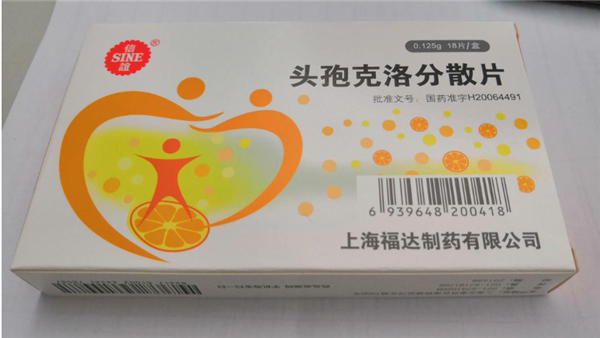 信
SINE
谊
®
0.125g 18片/盒
头孢克洛分散片
批准文号：国药准字H20064491
6 939648 200418
上海福达制药有限公司